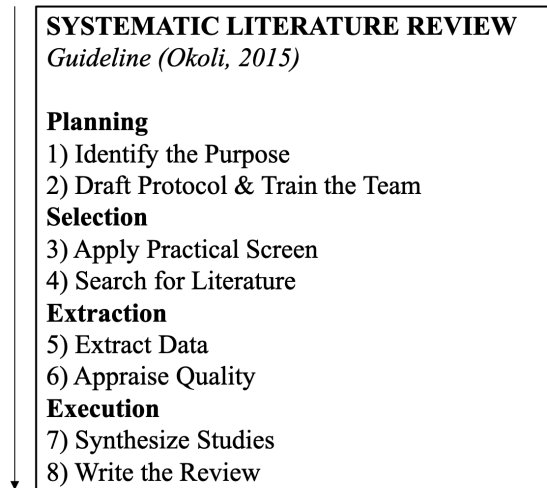 SYSTEMATIC LITERATURE REVIEW
Guideline (Okoli, 2015)
Planning
1) Identify the Purpose
2) Draft Protocol & Train the Team
Selection
3) Apply Practical Screen
4) Search for Literature
Extraction
5) Extract Data
6) Appraise Quality
Execution
7) Synthesize Studies
8) Write the Review